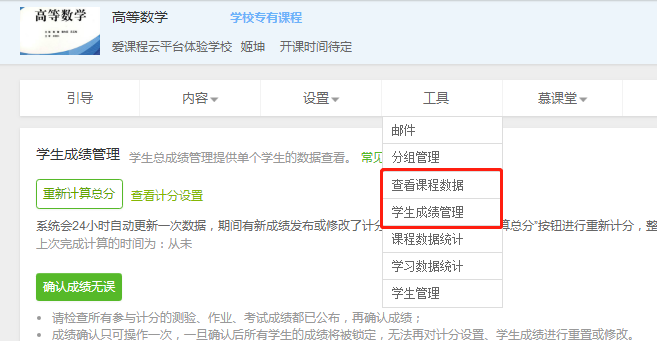 高等数学
高等数学 学校专有课程
爱课程云平台体验学校 姬坤 开课时间待定
引导 内容 设置 工具 慕课堂
邮件
分组管理
查看课程数据
学生成绩管理
课程数据统计
学习数据统计
学生管理
学生成绩管理 学生总成绩管理提供单个学生的数据查看。 常见
重新计算总分 查看计分设置
系统会24小时自动更新一次数据，期间有新成绩发布或修改了计分 算总分"按钮进行重新计分，整
上次完成计算的时间为：从未
确认成绩无误
请检查所有参与计分的测验、作业、考试成绩都已公布，再确认成绩；
成绩确认只可操作一次，一旦确认后所有学生的成绩将被锁定，无法再对计分设置、学生成绩进行重置或修改。